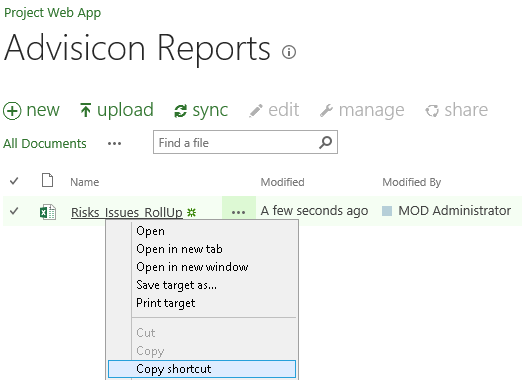 Project Web App
Advisicon Reports
new upload sync edit manage share
All Documents ... Find a file
Name Modified Modified By
Risks_Issues_RollUp ... A few seconds ago MOD Administrator
Open
Open in new tab
Open in new window
Save target as...
Print target
Cut
Copy
Copy shortcut